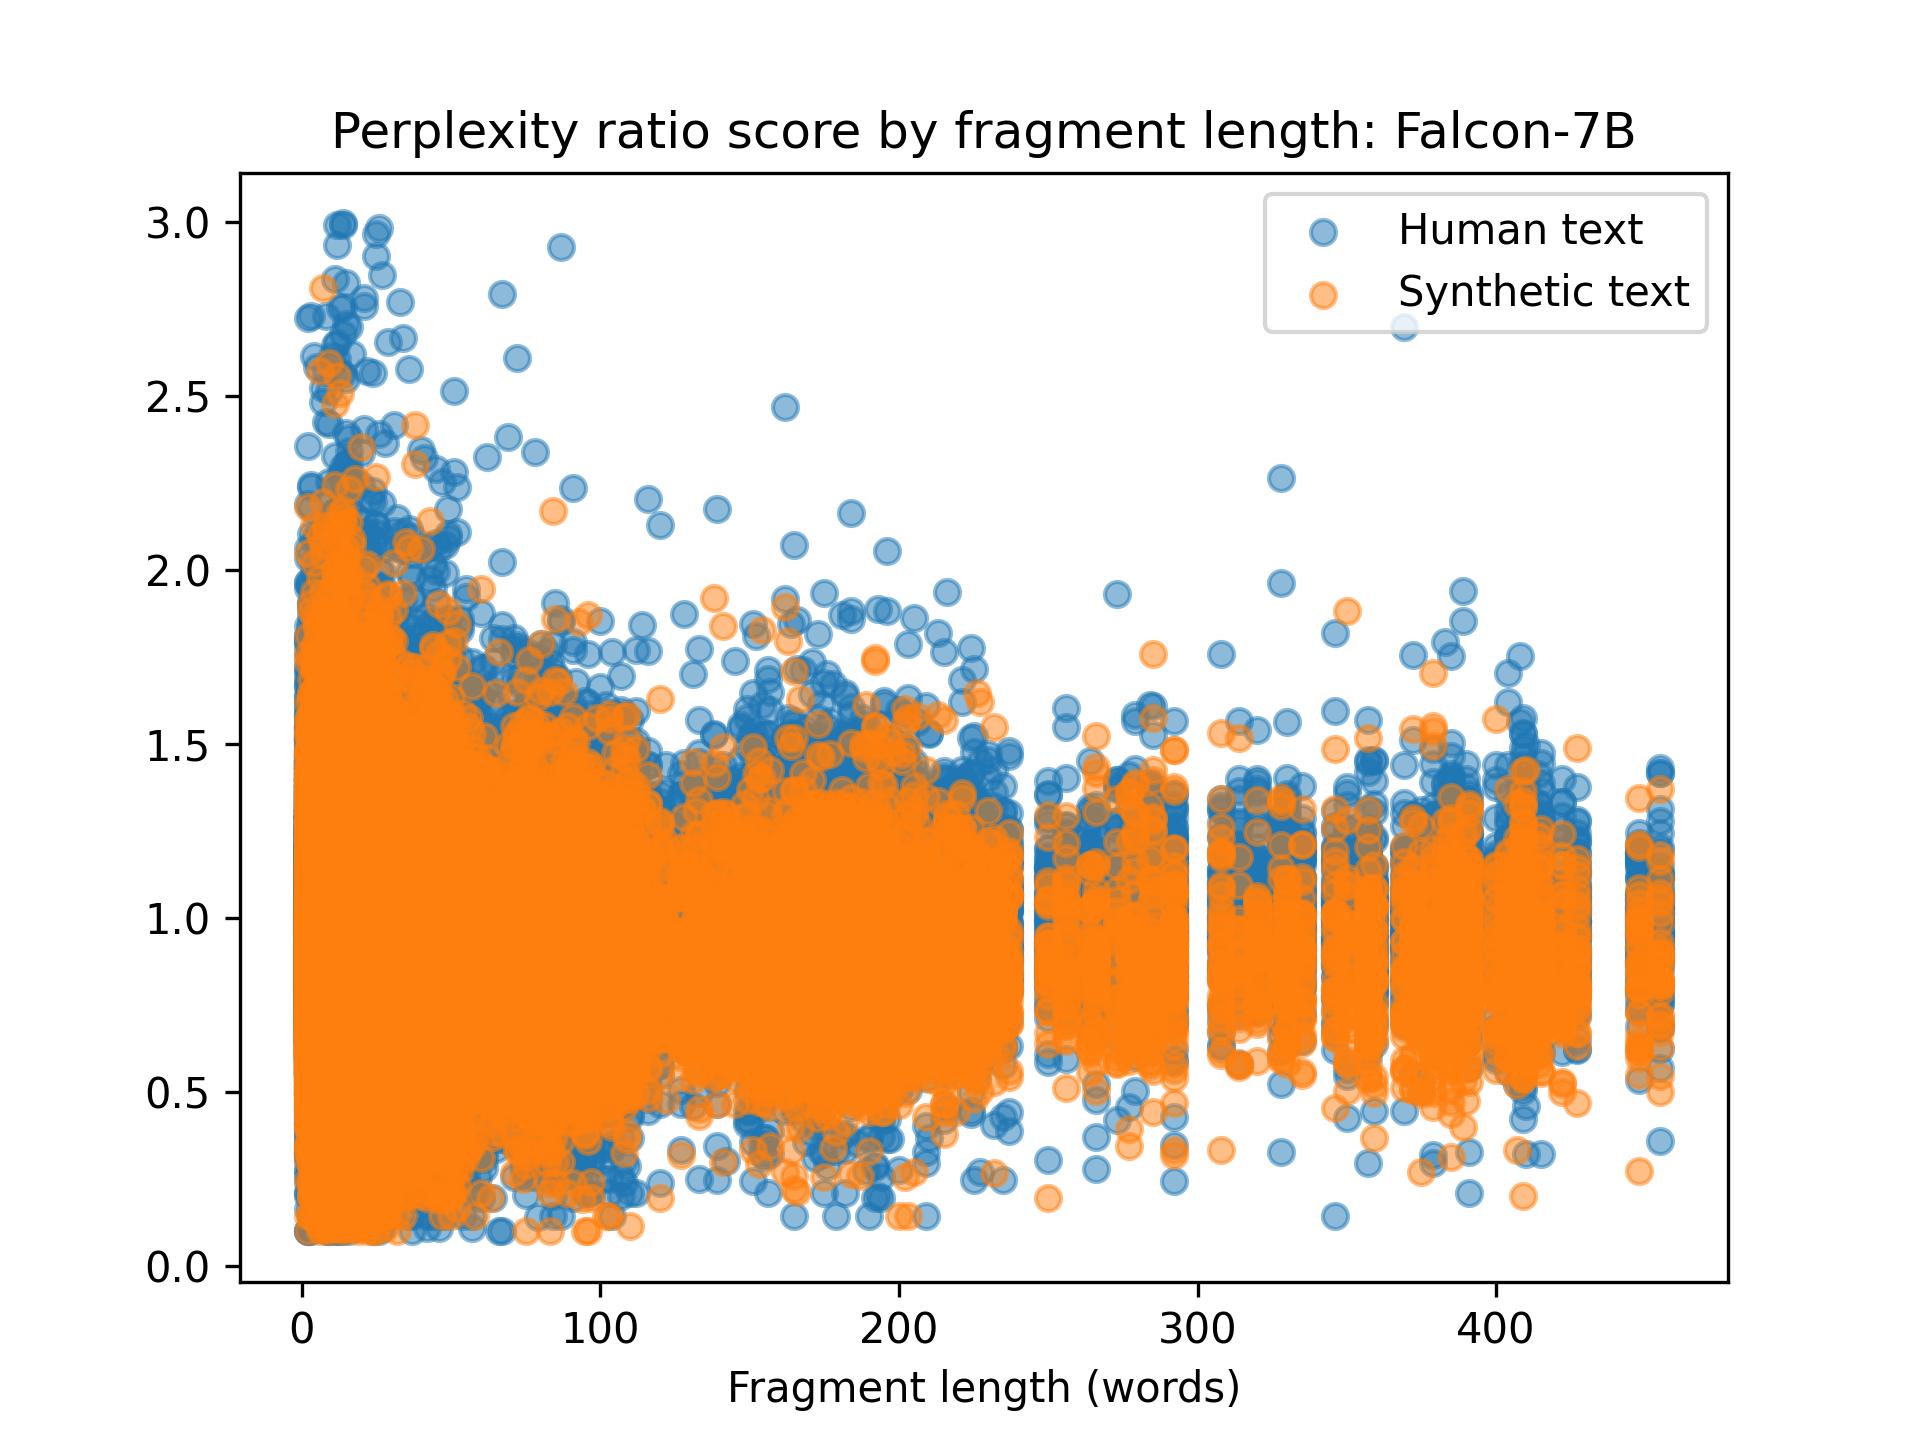 Perplexity ratio score by fragment length: Falcon-7B
Human text
Synthetic text
3.0
2.5
2.0
1.5
1.0
0.5
0.0
0 100 200 300 400
Fragment length (words)